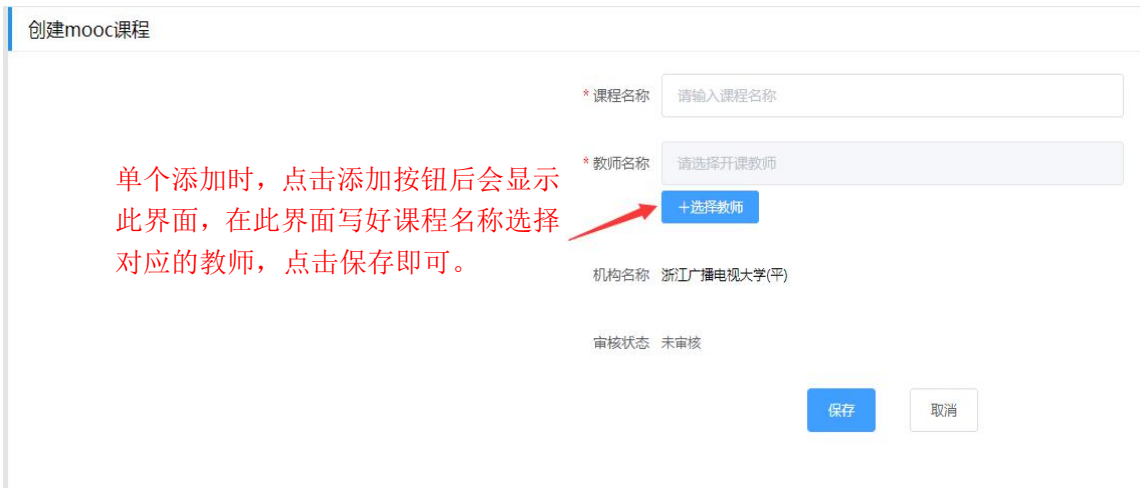 创建mooc课程
*课程名称 请输入课程名称
*教师名称 请选择开课教师
单个添加时，点击添加按钮后会显示
此界面，在此界面写好课程名称选择
对应的教师，点击保存即可。
+选择教师
机构名称 浙江广播电视大学(平)
审核状态 未审核
保存 取消